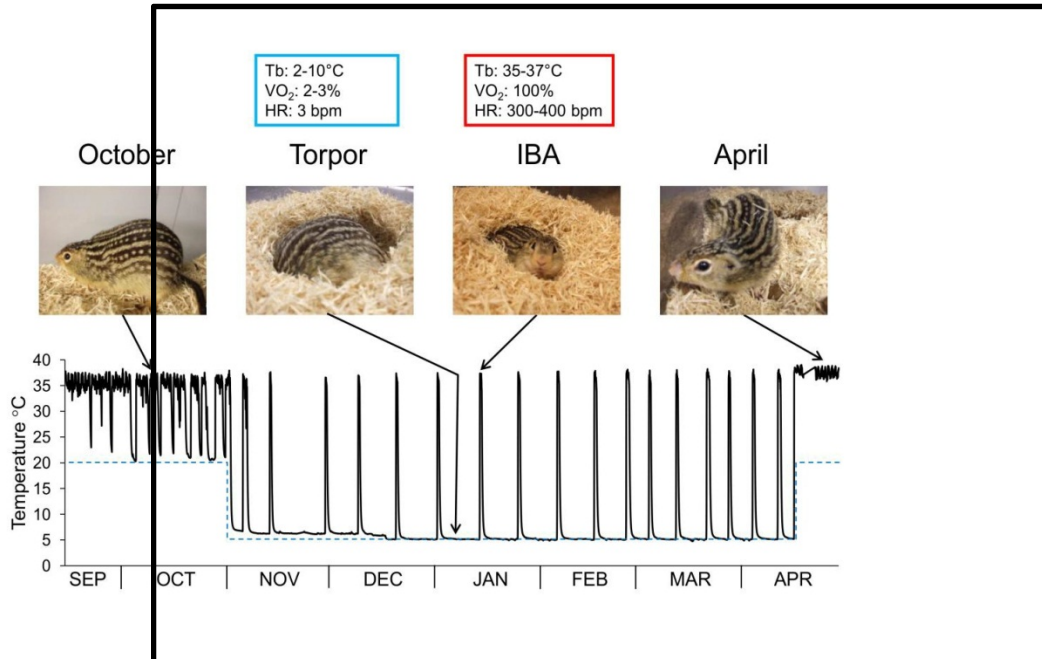 Tb: 2-10°C
VO₂: 2-3%
HR: 3 bpm
Tb: 35-37°C
VO₂: 100%
HR: 300-400 bpm
October
Torpor
IBA
April
Temperature °C
40
35
30
25
20
15
10
5
0
SEP
OCT
NOV
DEC
JAN
FEB
MAR
APR